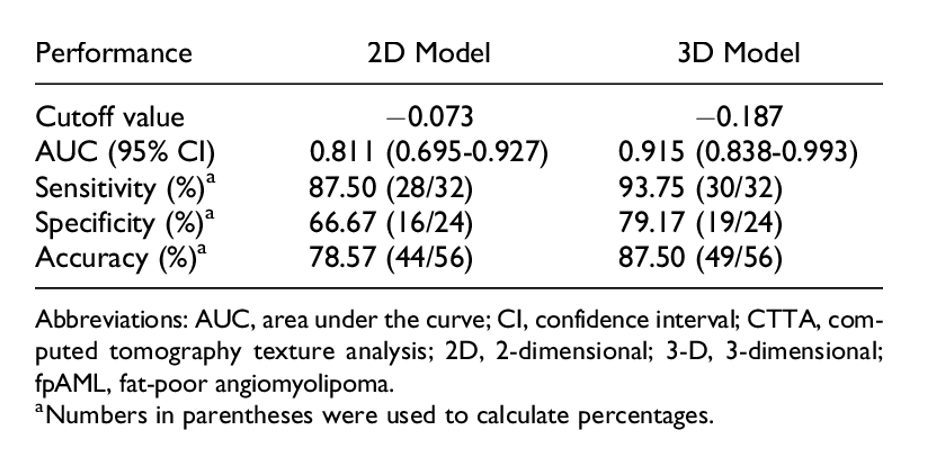 Performance 2D Model 3D Model
Cutoff value −0.073 −0.187
AUC (95% CI) 0.811 (0.695-0.927) 0.915 (0.838-0.993)
Sensitivity (%)a 87.50 (28/32) 93.75 (30/32)
Specificity (%)a 66.67 (16/24) 79.17 (19/24)
Accuracy (%)a 78.57 (44/56) 87.50 (49/56)
Abbreviations: AUC, area under the curve; CI, confidence interval; CTTA, com-
puted tomography texture analysis; 2D, 2-dimensional; 3-D, 3-dimensional;
fpAML, fat-poor angiomyolipoma.
aNumbers in parentheses were used to calculate percentages.